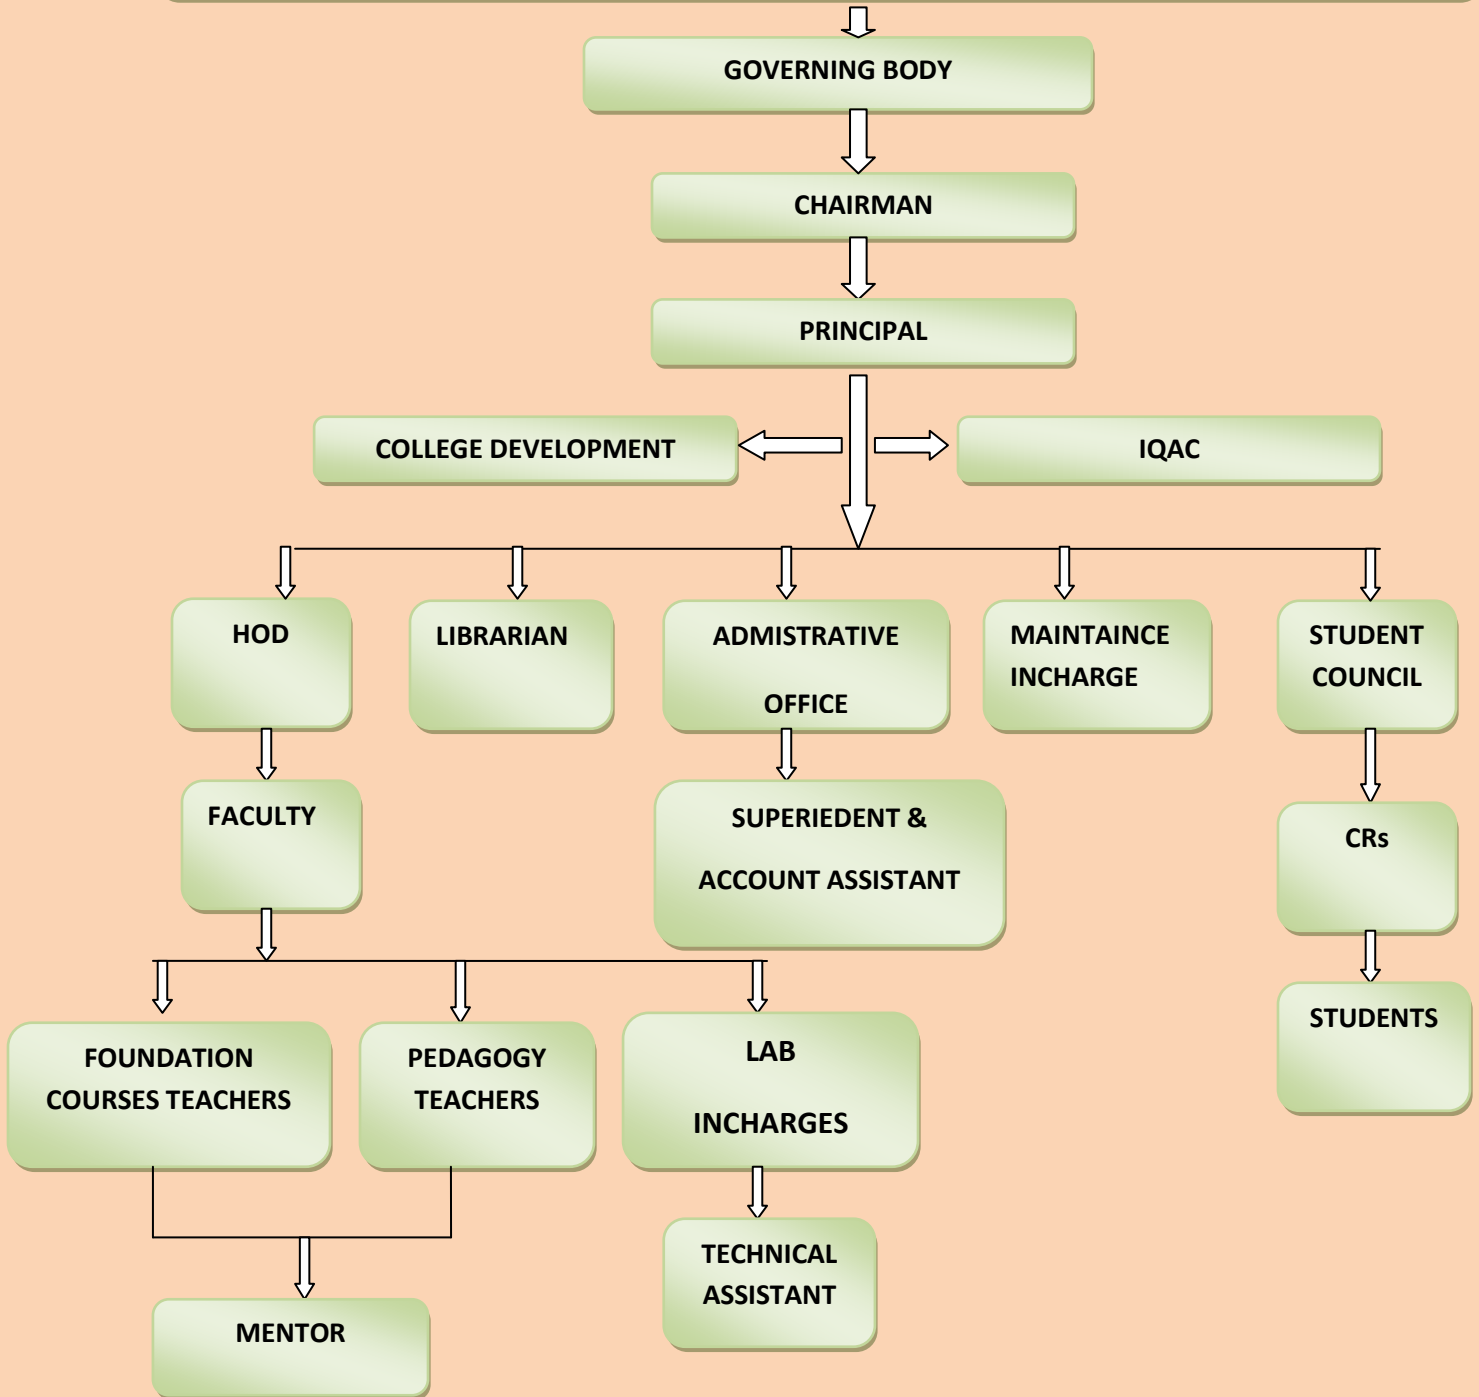 GOVERNING BODY
CHAIRMAN
PRINCIPAL
COLLEGE DEVELOPMENT
IQAC
HOD
LIBRARIAN
ADMISTRATIVE
OFFICE
MAINTAINCE
INCHARGE
STUDENT
COUNCIL
FACULTY
SUPERIEDENT &
ACCOUNT ASSISTANT
CRs
FOUNDATION
COURSES TEACHERS
PEDAGOGY
TEACHERS
LAB
INCHARGES
STUDENTS
TECHNICAL
ASSISTANT
MENTOR